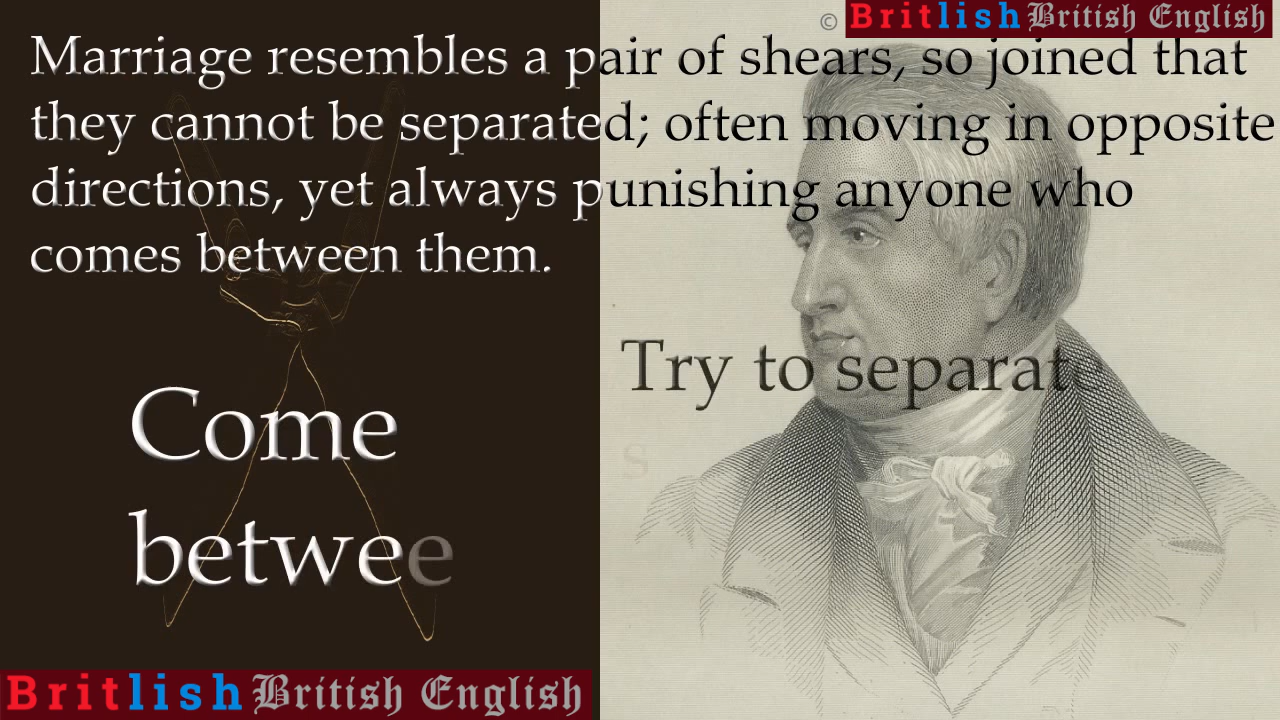 © Britlish British English
Marriage resembles a pair of shears, so joined that
they cannot be separated; often moving in opposite
directions, yet always punishing anyone who
comes between them.
Try to separat
s
Come
betwee
Britlish British English